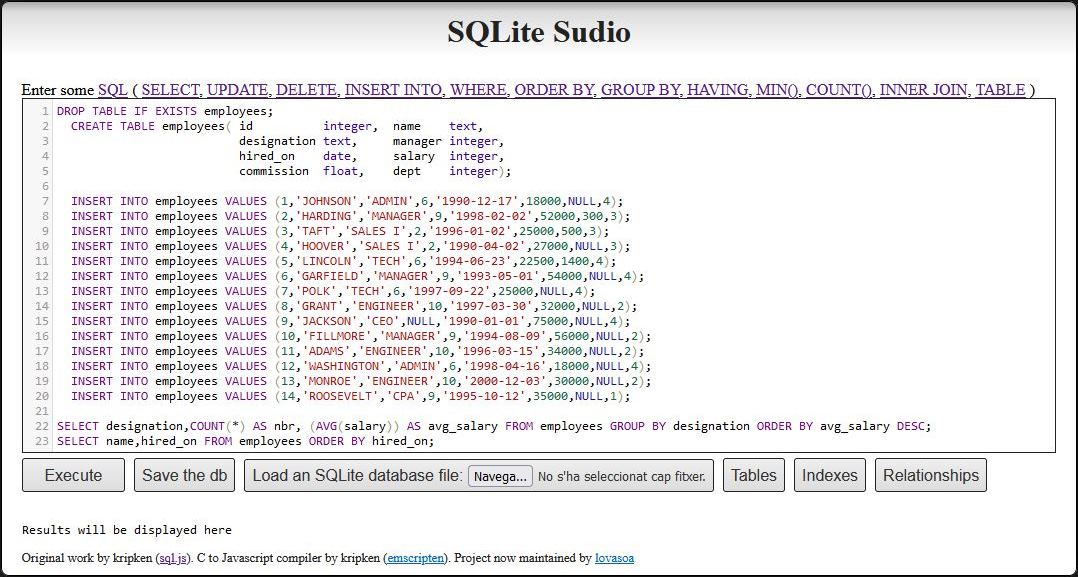 SQLite Sudio
Enter some SQL ( SELECT, UPDATE, DELETE, INSERT INTO, WHERE, ORDER BY, GROUP BY, HAVING, MIN(), COUNT(), INNER JOIN, TABLE )
1 DROP TABLE IF EXISTS employees;
2 CREATE TABLE employees( id integer, name text,
3 designation text, manager integer,
4 hired_on date, salary integer,
5 commission float, dept integer);
6
7 INSERT INTO employees VALUES (1,'JOHNSON','ADMIN',6,'1990-12-17',18000,NULL,4);
8 INSERT INTO employees VALUES (2,'HARDING','MANAGER',9,'1998-02-02',52000,300,3);
9 INSERT INTO employees VALUES (3,'TAFT','SALES I',2,'1996-01-02',25000,500,3);
10 INSERT INTO employees VALUES (4,'HOOVER','SALES I',2,'1990-04-02',27000,NULL,3);
11 INSERT INTO employees VALUES (5,'LINCOLN','TECH',6,'1994-06-23',22500,1400,4);
12 INSERT INTO employees VALUES (6,'GARFIELD','MANAGER',9,'1993-05-01',54000,NULL,4);
13 INSERT INTO employees VALUES (7,'POLK','TECH',6,'1997-09-22',25000,NULL,4);
14 INSERT INTO employees VALUES (8,'GRANT','ENGINEER',10,'1997-03-30',32000,NULL,2);
15 INSERT INTO employees VALUES (9,'JACKSON','CEO',NULL,'1990-01-01',75000,NULL,4);
16 INSERT INTO employees VALUES (10,'FILLMORE','MANAGER',9,'1994-08-09',56000,NULL,2);
17 INSERT INTO employees VALUES (11,'ADAMS','ENGINEER',10,'1996-03-15',34000,NULL,2);
18 INSERT INTO employees VALUES (12,'WASHINGTON','ADMIN',6,'1998-04-16',18000,NULL,4);
19 INSERT INTO employees VALUES (13,'MONROE','ENGINEER',10,'2000-12-03',30000,NULL,2);
20 INSERT INTO employees VALUES (14,'ROOSEVELT','CPA',9,'1995-10-12',35000,NULL,1);
21
22 SELECT designation,COUNT(*) AS nbr, (AVG(salary)) AS avg_salary FROM employees GROUP BY designation ORDER BY avg_salary DESC;
23 SELECT name,hired_on FROM employees ORDER BY hired_on;
Execute Save the db Load an SQLite database file: Navega... No s'ha seleccionat cap fitxer. Tables Indexes Relationships
Results will be displayed here
Original work by kripken (sql.js). C to Javascript compiler by kripken (emscripten). Project now maintained by lovasoa